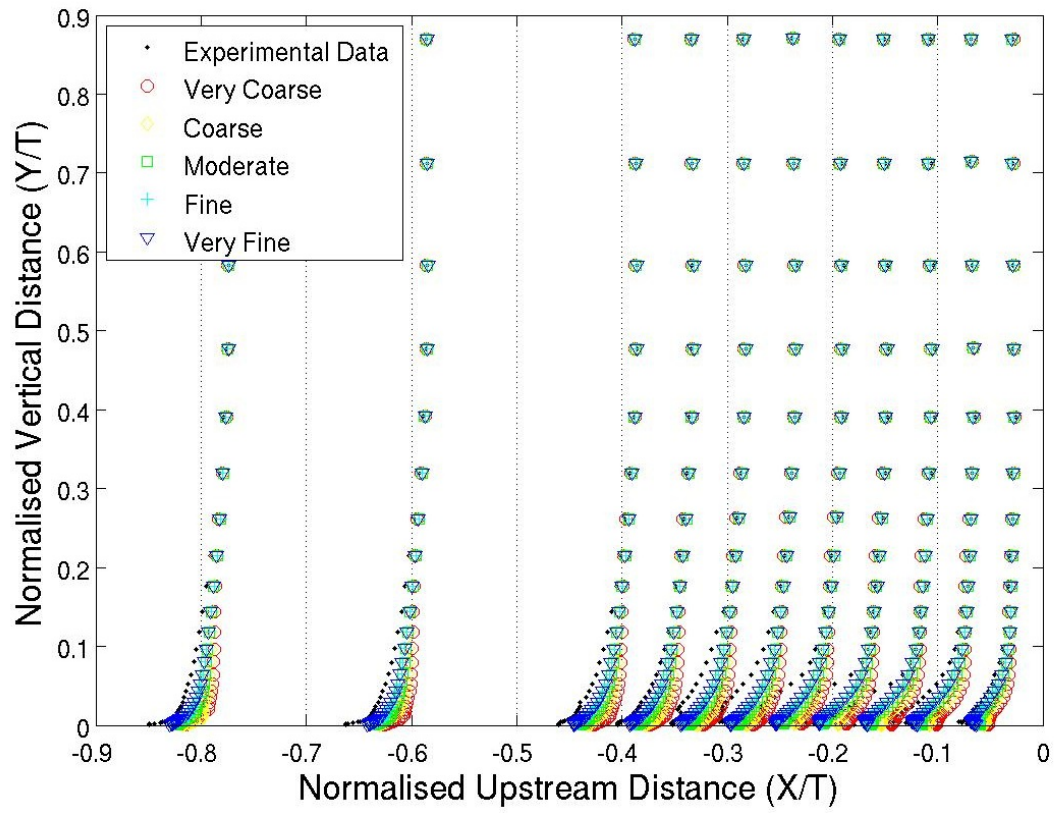 0.9
0.8
0.7
0.6
0.5
0.4
0.3
0.2
0.1
0
Normalised Vertical Distance (Y/T)
Experimental Data
Very Coarse
Coarse
Moderate
Fine
Very Fine
-0.9 -0.8 -0.7 -0.6 -0.5 -0.4 -0.3 -0.2 -0.1 0
Normalised Upstream Distance (X/T)